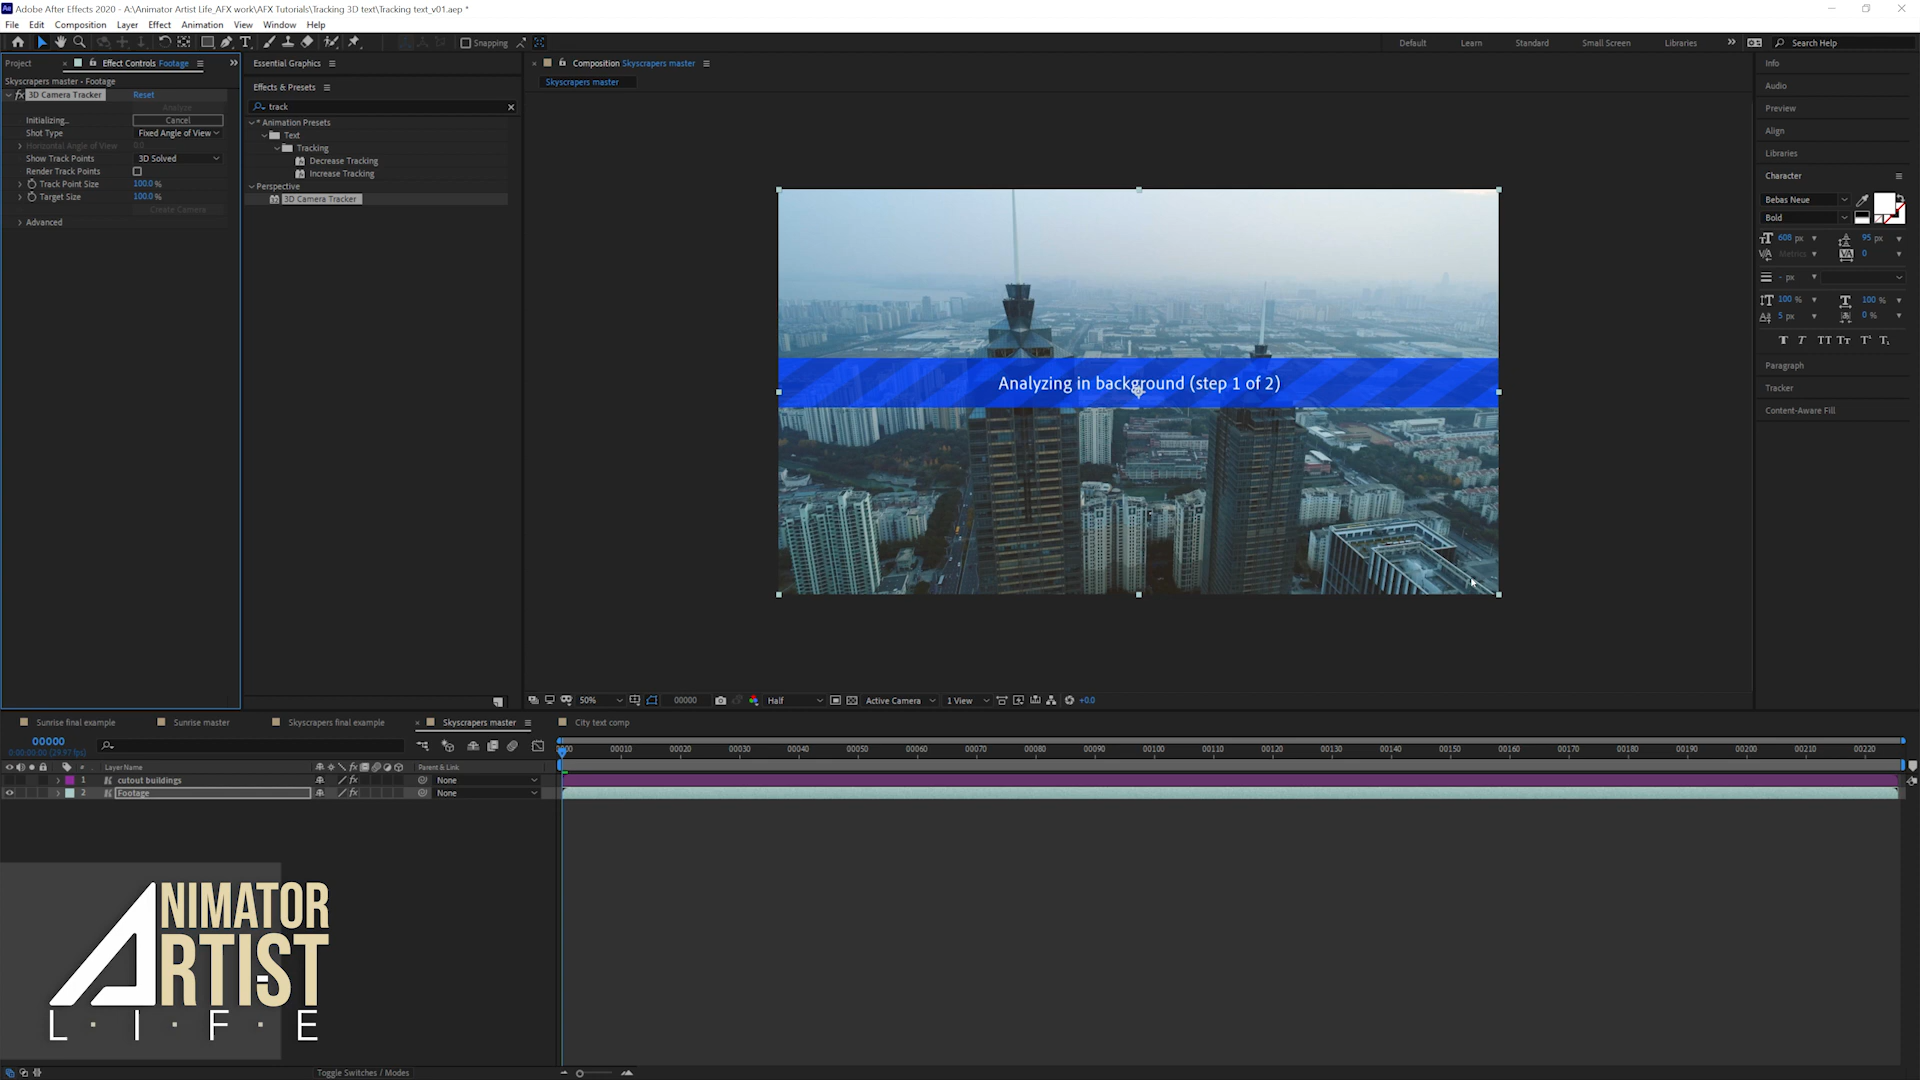 Adobe After Effects 2020 - A:\Animator Artist Life_AFX work\AFX Tutorials\Tracking 3D text\Tracking text_v01.aep *
File Edit Composition Layer Effect Animation View Window Help
Snapping
Default Learn Standard Small Screen Libraries Search Help
Project Effect Controls Footage
Skyscrapers master • Footage
fx 3D Camera Tracker Reset
Analyze
Initializing... Cancel
Shot Type Fixed Angle of View
Horizontal Angle of View 0.0
Show Track Points 3D Solved
Render Track Points
Track Point Size 100.0 %
Target Size 100.0 %
Create Camera
Advanced
Essential Graphics
Effects & Presets
track
* Animation Presets
Text
Tracking
Decrease Tracking
Increase Tracking
Perspective
3D Camera Tracker
Composition Skyscrapers master
Skyscrapers master
Analyzing in background (step 1 of 2)
50% 00000 Half Active Camera 1 View +0.0
Info
Audio
Preview
Align
Libraries
Character
Bebas Neue
Bold
608 px 95 px
Metrics 0
- px
100 % 100 %
5 px 0 %
Paragraph
Tracker
Content-Aware Fill
Sunrise final example Sunrise master Skyscrapers final example Skyscrapers master City text comp
00000
0:00:00:00 (29.97 fps)
# Layer Name Parent & Link
1 cutout buildings None
2 Footage None
0000 00010 00020 00030 00040 00050 00060 00070 00080 00090 00100 00110 00120 00130 00140 00150 00160 00170 00180 00190 00200 00210 00220
ANIMATOR
ARTIST
L·I·F·E
Toggle Switches / Modes